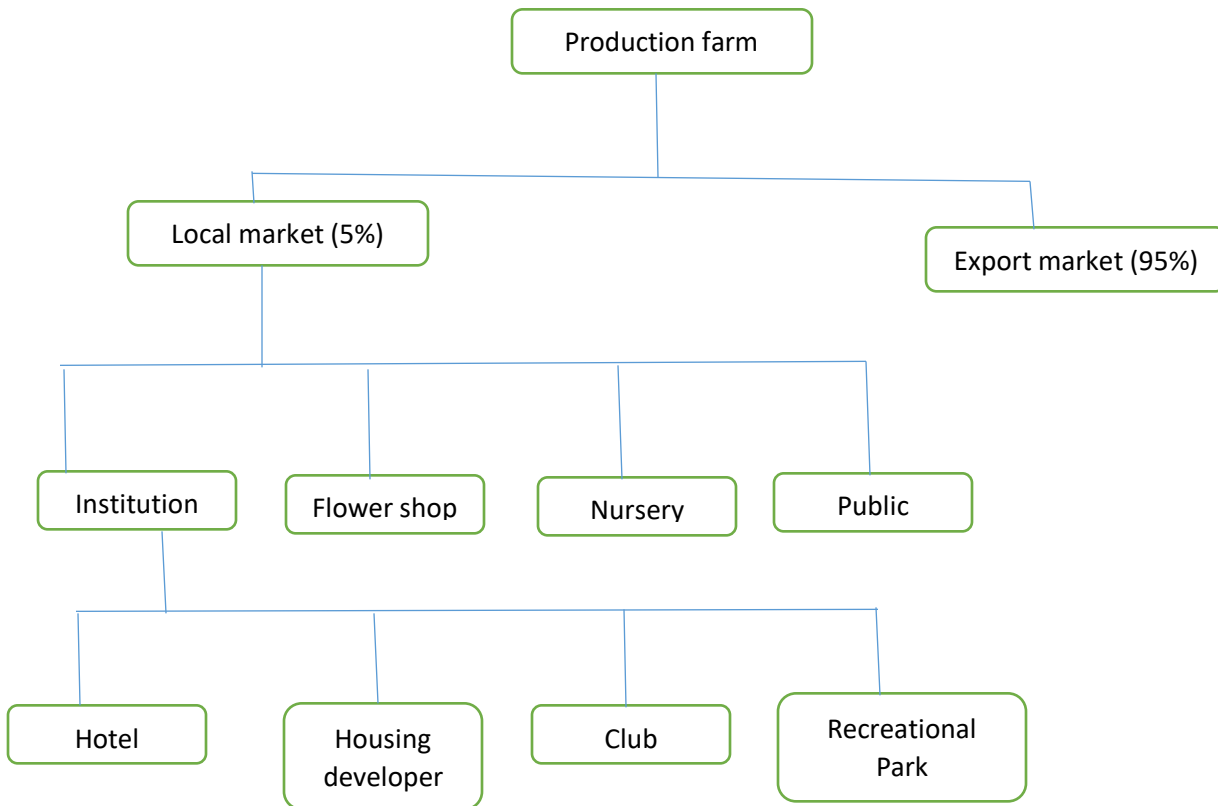 Production farm
Local market (5%)
Export market (95%)
Institution
Flower shop
Nursery
Public
Hotel
Housing
developer
Club
Recreational
Park